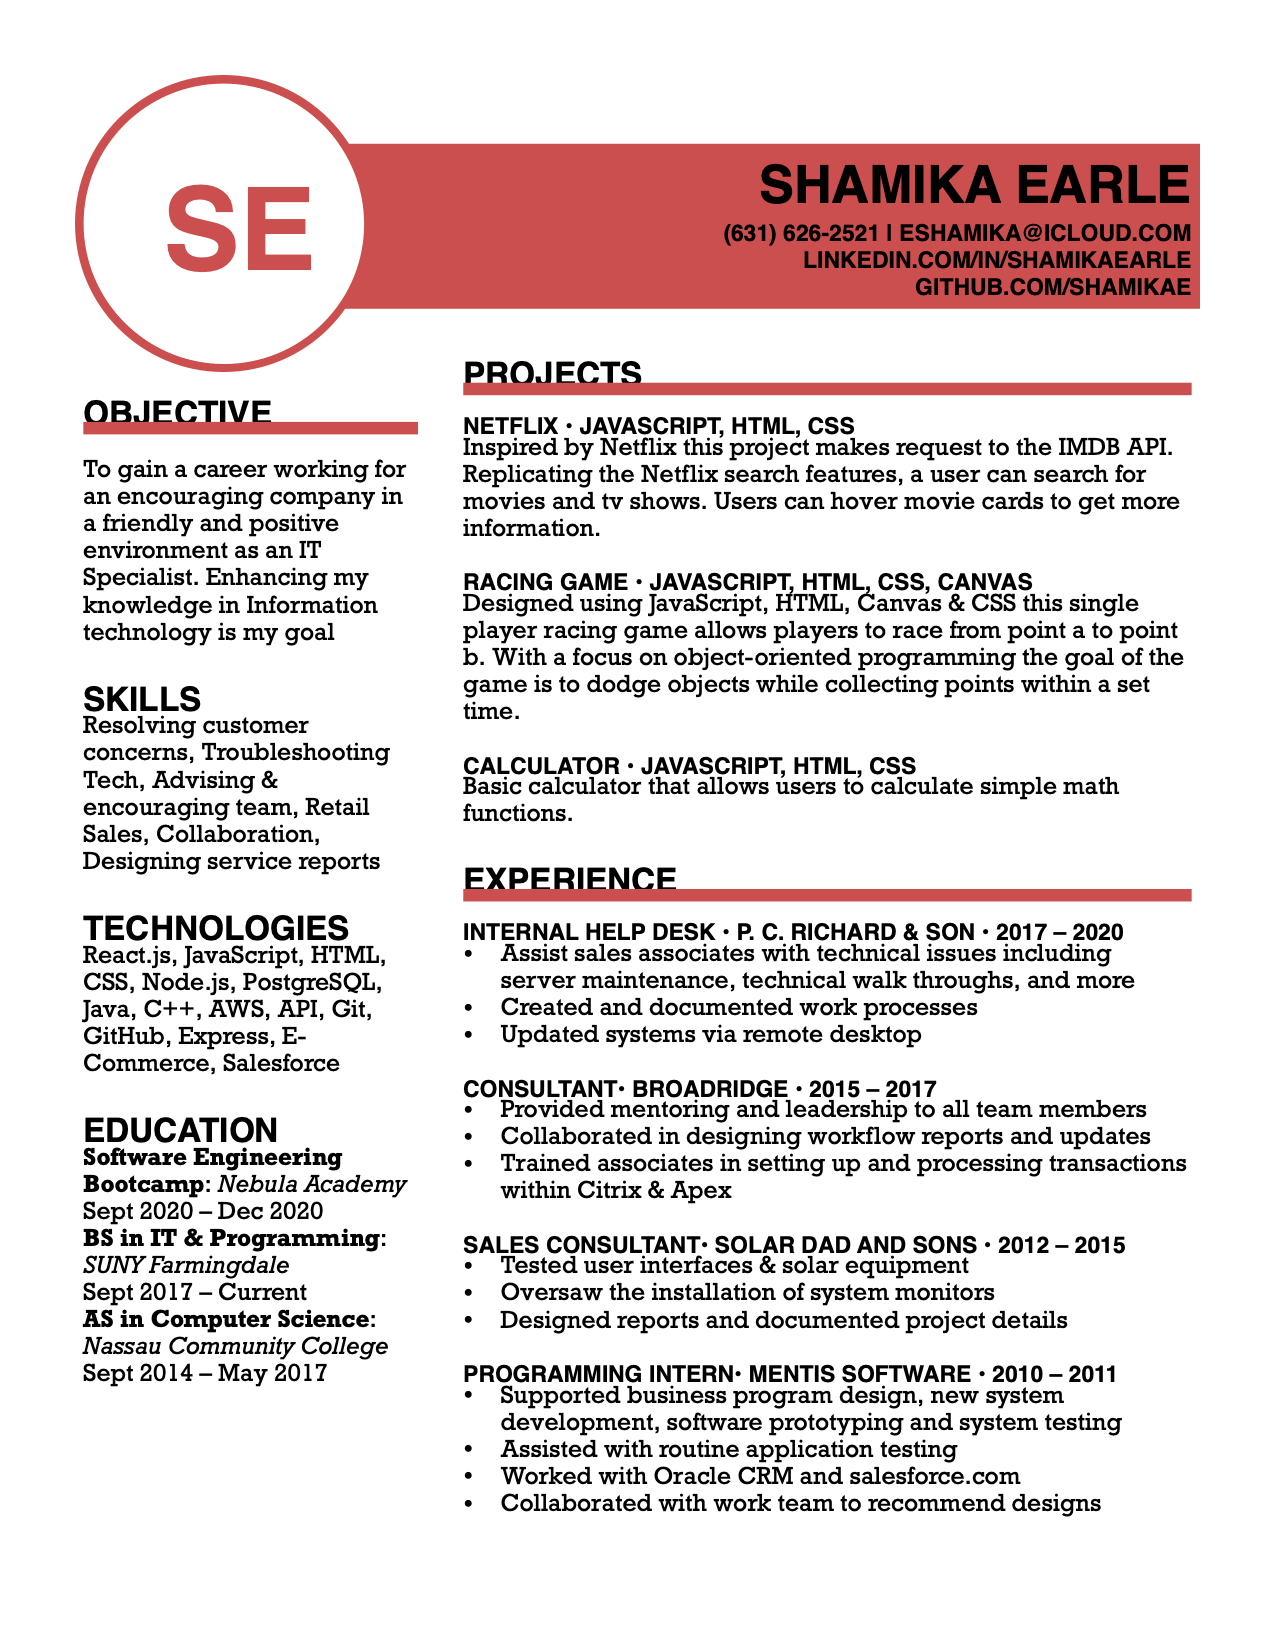 SE
SHAMIKA EARLE
(631) 626-2521 | ESHAMIKA@ICLOUD.COM
LINKEDIN.COM/IN/SHAMIKAEARLE
GITHUB.COM/SHAMIKAE
OBJECTIVE
To gain a career working for
an encouraging company in
a friendly and positive
environment as an IT
Specialist. Enhancing my
knowledge in Information
technology is my goal
SKILLS
Resolving customer
concerns, Troubleshooting
Tech, Advising &
encouraging team, Retail
Sales, Collaboration,
Designing service reports
TECHNOLOGIES
React.js, JavaScript, HTML,
CSS, Node.js, PostgreSQL,
Java, C++, AWS, API, Git,
GitHub, Express, E-
Commerce, Salesforce
EDUCATION
Software Engineering
Bootcamp: Nebula Academy
Sept 2020 – Dec 2020
BS in IT & Programming:
SUNY Farmingdale
Sept 2017 – Current
AS in Computer Science:
Nassau Community College
Sept 2014 – May 2017
PROJECTS
NETFLIX • JAVASCRIPT, HTML, CSS
Inspired by Netflix this project makes request to the IMDB API.
Replicating the Netflix search features, a user can search for
movies and tv shows. Users can hover movie cards to get more
information.
RACING GAME • JAVASCRIPT, HTML, CSS, CANVAS
Designed using JavaScript, HTML, Canvas & CSS this single
player racing game allows players to race from point a to point
b. With a focus on object-oriented programming the goal of the
game is to dodge objects while collecting points within a set
time.
CALCULATOR • JAVASCRIPT, HTML, CSS
Basic calculator that allows users to calculate simple math
functions.
EXPERIENCE
INTERNAL HELP DESK • P. C. RICHARD & SON • 2017 – 2020
• Assist sales associates with technical issues including
server maintenance, technical walk throughs, and more
• Created and documented work processes
• Updated systems via remote desktop
CONSULTANT• BROADRIDGE • 2015 – 2017
• Provided mentoring and leadership to all team members
• Collaborated in designing workflow reports and updates
• Trained associates in setting up and processing transactions
within Citrix & Apex
SALES CONSULTANT• SOLAR DAD AND SONS • 2012 – 2015
• Tested user interfaces & solar equipment
• Oversaw the installation of system monitors
• Designed reports and documented project details
PROGRAMMING INTERN• MENTIS SOFTWARE • 2010 – 2011
• Supported business program design, new system
development, software prototyping and system testing
• Assisted with routine application testing
• Worked with Oracle CRM and salesforce.com
• Collaborated with work team to recommend designs